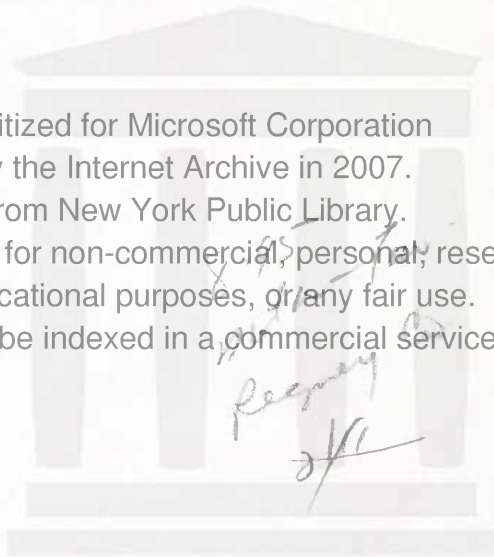 itized for Microsoft Corporation
y the Internet Archive in 2007.
rom New York Public Library.
for non-commercial, personal, rese
cational purposes, or any fair use.
be indexed in a commercial service